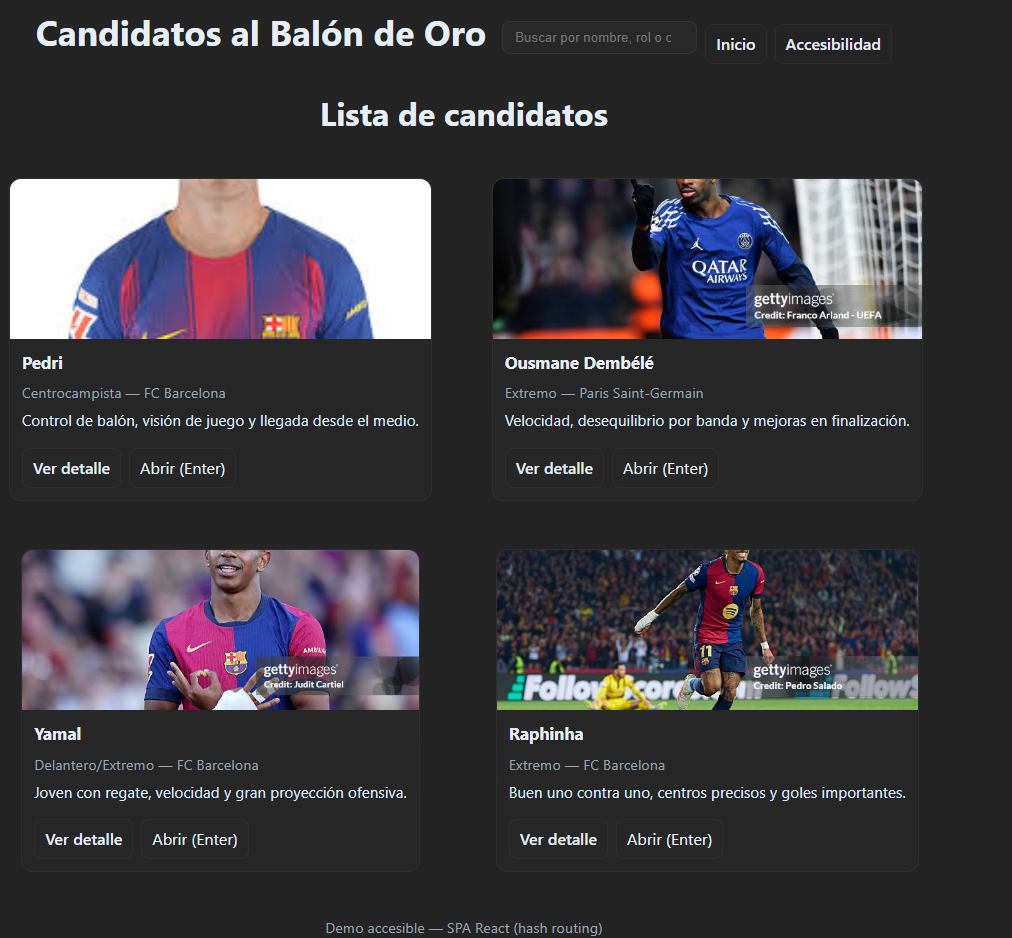 Candidatos al Balón de Oro
Buscar por nombre, rol o c
Inicio
Accesibilidad
Lista de candidatos
QATAR
AIRWAYS
gettyimages®
Credit: Franco Arland - UEFA
Pedri
Centrocampista — FC Barcelona
Control de balón, visión de juego y llegada desde el medio.
Ver detalle
Abrir (Enter)
Ousmane Dembélé
Extremo — Paris Saint-Germain
Velocidad, desequilibrio por banda y mejoras en finalización.
Ver detalle
Abrir (Enter)
gettyimages®
Credit: Judit Cartiel
11
gettyimages®
Credit: Pedro Salado
Yamal
Delantero/Extremo — FC Barcelona
Joven con regate, velocidad y gran proyección ofensiva.
Ver detalle
Abrir (Enter)
Raphinha
Extremo — FC Barcelona
Buen uno contra uno, centros precisos y goles importantes.
Ver detalle
Abrir (Enter)
Demo accesible — SPA React (hash routing)